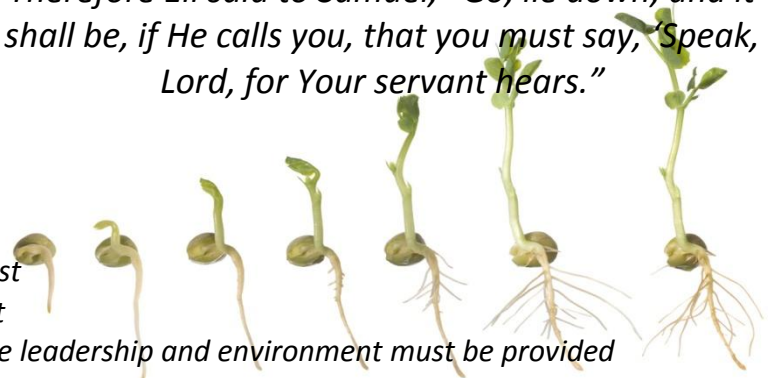 Therefore Eli said to Samuel, "Go, lie down; and it
shall be, if He calls you, that you must say, ‘Speak,
Lord, for Your servant hears.”
leadership and environment must be provided